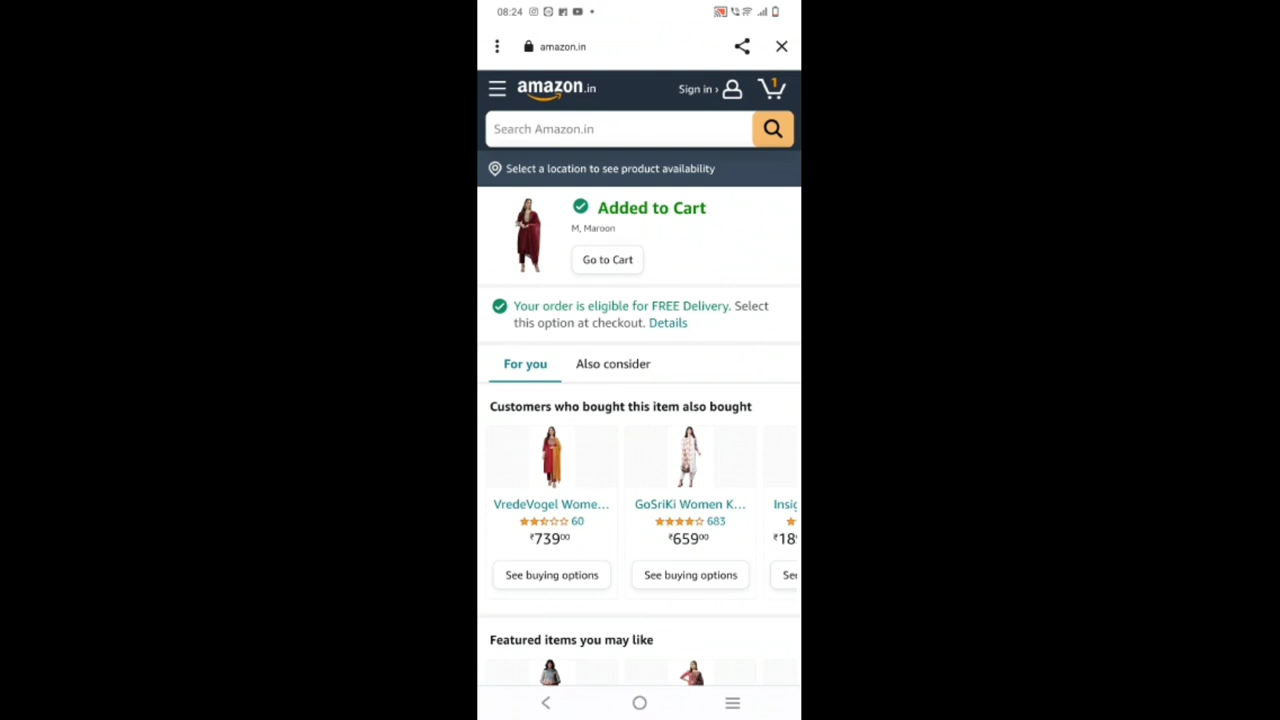 08:24
amazon.in
amazon.in
Sign in ›
1
Search Amazon.in
Select a location to see product availability
Added to Cart
M, Maroon
Go to Cart
Your order is eligible for FREE Delivery. Select
this option at checkout. Details
For you Also consider
Customers who bought this item also bought
VredeVogel Wome... GoSriKi Women K... Insig
60 683
₹739⁰⁰ ₹659⁰⁰ ₹18
See buying options See buying options See
Featured items you may like